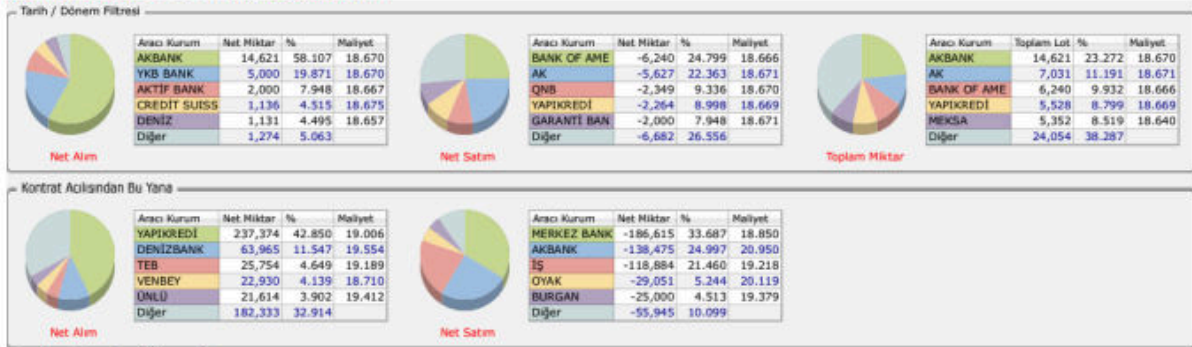 Tarih / Dönem Filtresi
Aracı Kurum Net Miktar % Maliyet
AKBANK 14,621 58.107 18.670
YKB BANK 5,000 19.871 18.670
AKTİF BANK 2,000 7.948 18.667
CREDİT SUISS 1,136 4.515 18.675
DENİZ 1,131 4.495 18.657
Diğer 1,274 5.063
Net Alım
Aracı Kurum Net Miktar % Maliyet
BANK OF AME -6,240 24.799 18.666
AK -5,627 22.363 18.671
QNB -2,349 9.336 18.670
YAPIKREDİ -2,264 8.998 18.669
GARANTİ BAN -2,000 7.948 18.671
Diğer -6,682 26.556
Net Satım
Aracı Kurum Toplam Lot % Maliyet
AKBANK 14,621 23.272 18.670
AK 7,031 11.191 18.671
BANK OF AME 6,240 9.932 18.666
YAPIKREDİ 5,528 8.799 18.669
MEKSA 5,352 8.519 18.640
Diğer 24,054 38.287
Toplam Miktar
Kontrat Açılışından Bu Yana
Aracı Kurum Net Miktar % Maliyet
YAPIKREDİ 237,374 42.850 19.006
DENİZBANK 63,965 11.547 19.554
TEB 25,754 4.649 19.189
VENBEY 22,930 4.139 18.710
ÜNLÜ 21,614 3.902 19.412
Diğer 182,333 32.914
Net Alım
Aracı Kurum Net Miktar % Maliyet
MERKEZ BANK -186,615 33.687 18.850
AKBANK -138,475 24.997 20.950
İŞ -118,884 21.460 19.218
OYAK -29,051 5.244 20.119
BURGAN -25,000 4.513 19.379
Diğer -55,945 10.099
Net Satım